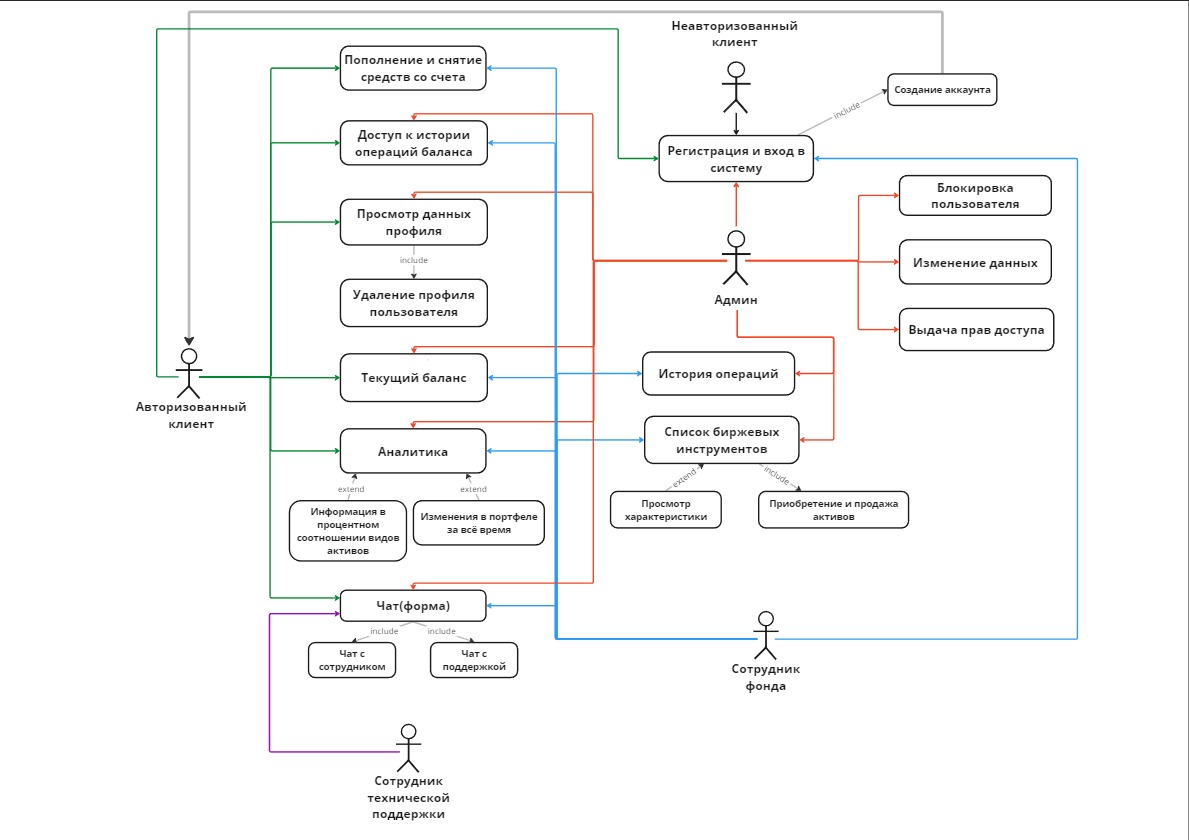 Неавторизованный
клиент
Пополнение и снятие
средств со счета
Создание аккаунта
include
Доступ к истории
операций баланса
Регистрация и вход в
систему
Блокировка
пользователя
Просмотр данных
профиля
include
Изменение данных
Удаление профиля
пользователя
Админ
Выдача прав доступа
Авторизованный
клиент
Текущий баланс
История операций
Аналитика
Список биржевых
инструментов
extend
extend
extend
include
Информация в
процентном
соотношении видов
активов
Изменения в портфеле
за всё время
Просмотр
характеристики
Приобретение и продажа
активов
Чат(форма)
include
include
Чат с
сотрудником
Чат с
поддержкой
Сотрудник
фонда
Сотрудник
технической
поддержки